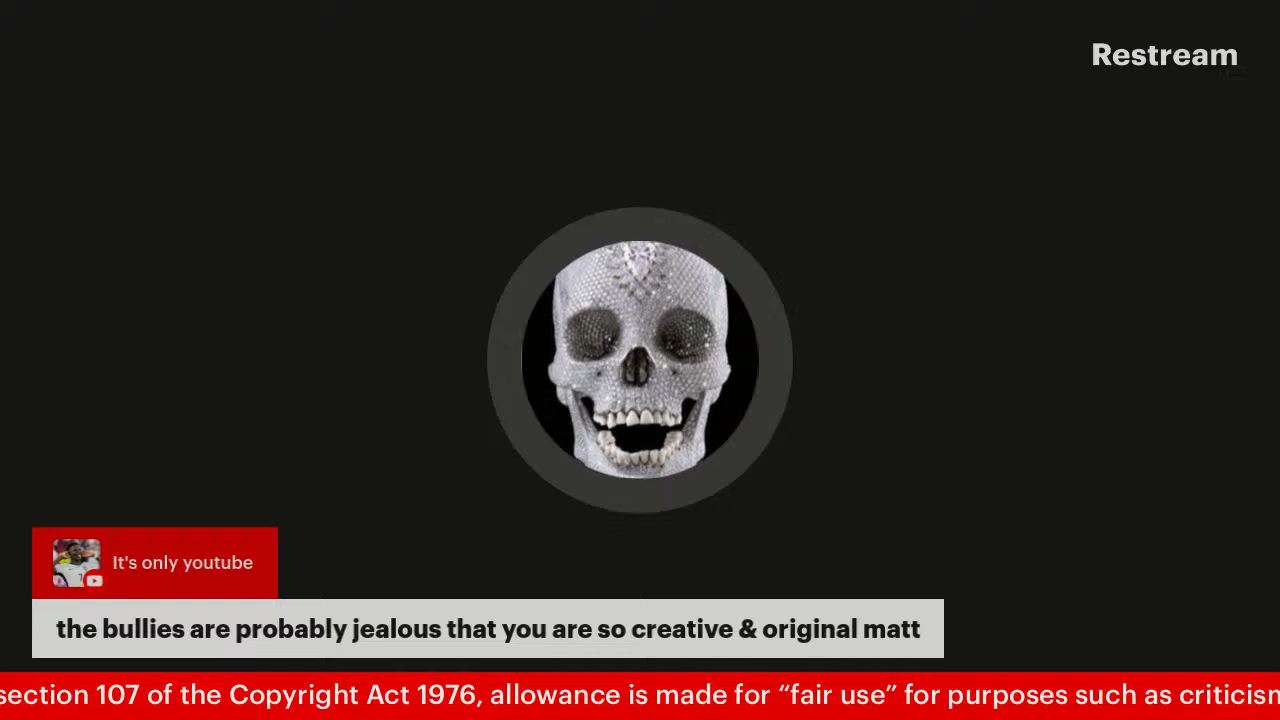 Restream
It's only youtube
the bullies are probably jealous that you are so creative & original matt
section 107 of the Copyright Act 1976, allowance is made for “fair use” for purposes such as criticism